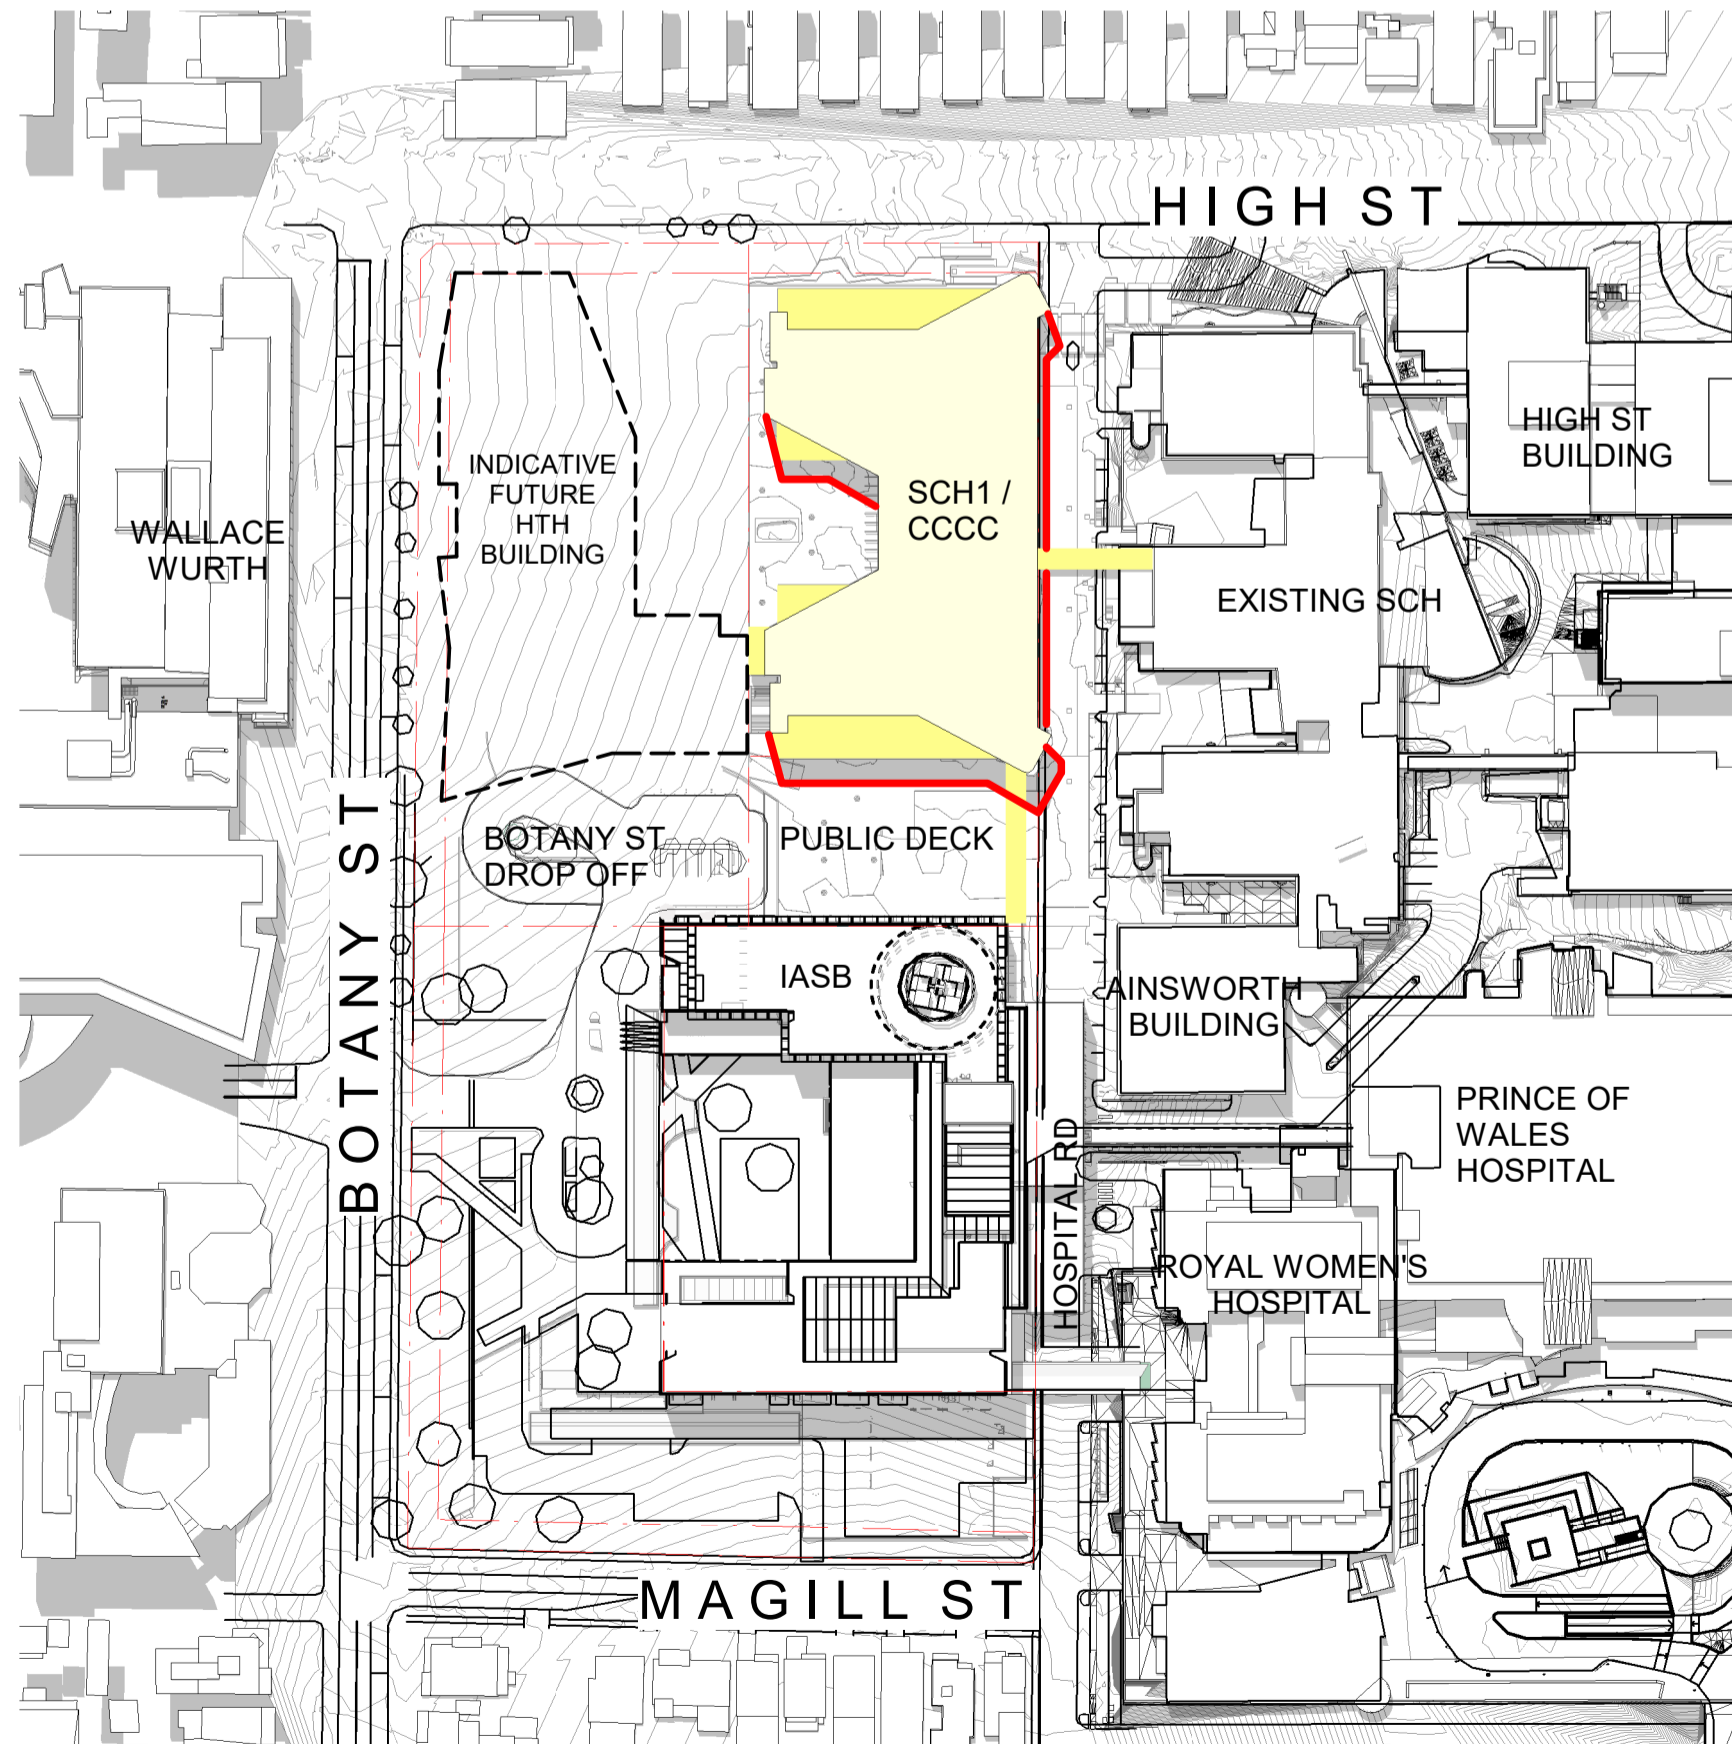 HIGH ST
INDICATIVE
FUTURE
HTH
BUILDING
SCH1 /
CCCC
HIGH ST
BUILDING
WALLACE
WURTH
EXISTING SCH
BOTANY ST
BOTANY ST
DROP OFF
PUBLIC DECK
IASB
AINSWORTH
BUILDING
PRINCE OF
WALES
HOSPITAL
HOSPITAL RD
ROYAL WOMEN'S
HOSPITAL
MAGILL ST